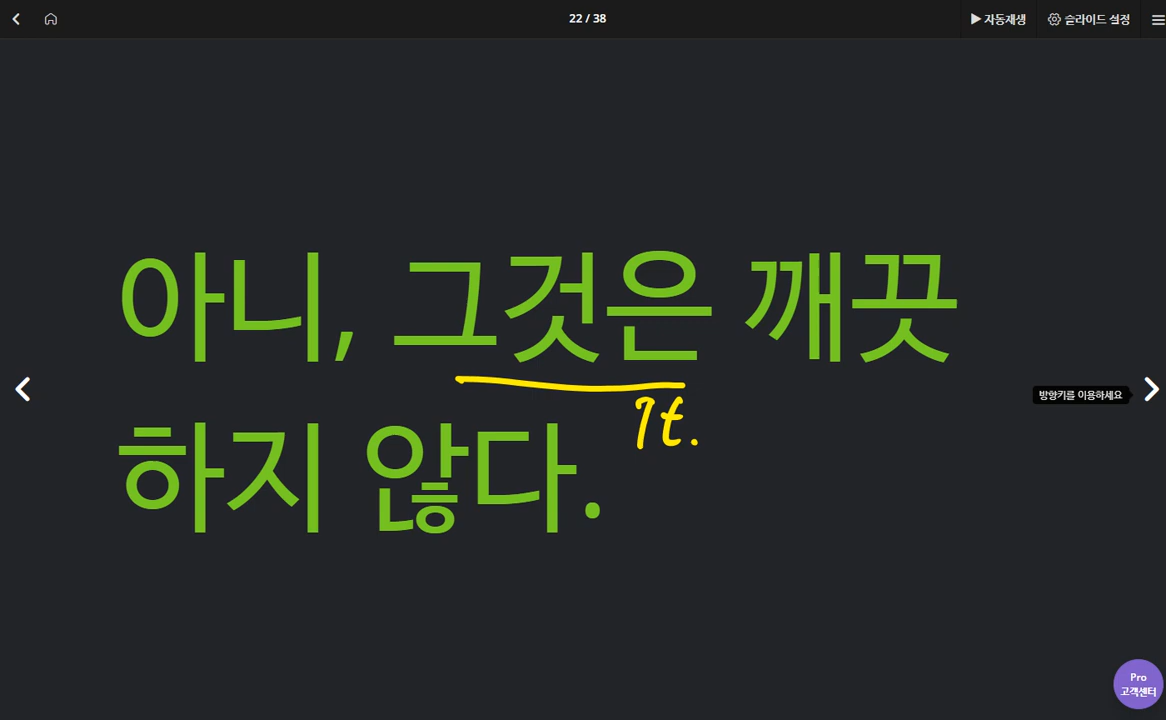 22 / 38
자동재생
슬라이드 설정
아니, 그것은 깨끗
하지 않다.
It.
방향키를 이용하세요
Pro
고객센터